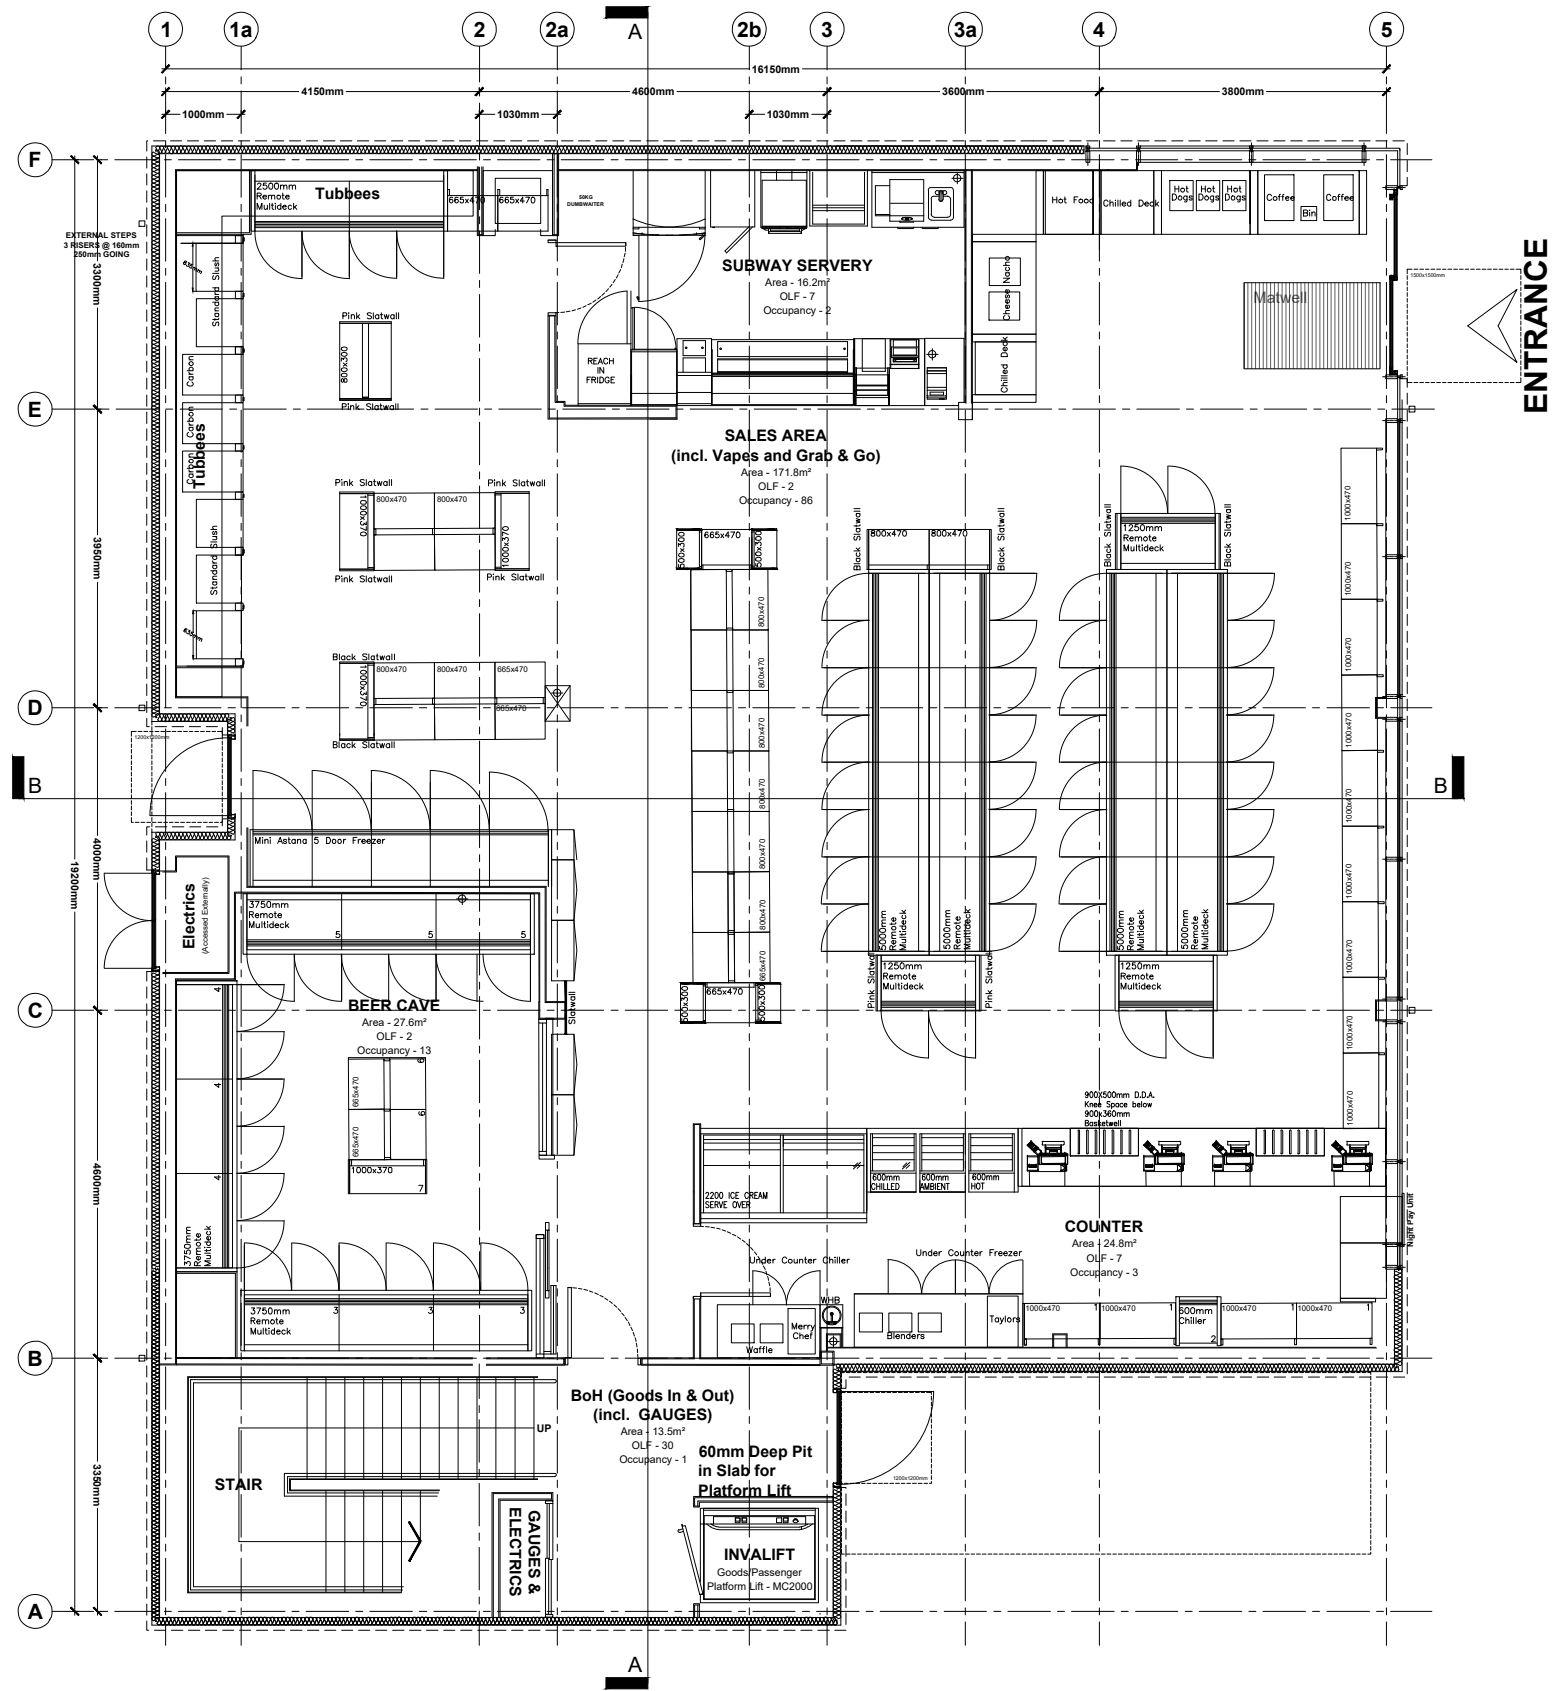 A
1
1a
2
2a
2b
3
3a
4
5
16150mm
4150mm
4600mm
3600mm
3800mm
1000mm
1030mm
1030mm
F
2500mm
Remote
Multideck
Tubbees
665x470
665x470
50KG
DUMBWAITER
Hot Food
Chilled Deck
Hot
Dogs
Hot
Dogs
Hot
Dogs
Coffee
Bin
Coffee
EXTERNAL STEPS
3 RISERS @ 160mm
250mm GOING
3300mm
635mm
Standard Slush
SUBWAY SERVERY
Area - 16.2m²
OLF - 7
Occupancy - 2
Cheese Nacho
Matwell
1500x1500mm
ENTRANCE
Pink Slatwall
800x300
Pink Slatwall
REACH
IN
FRIDGE
Chilled Deck
Carbon
Carbon
Carbon
Tubbees
E
SALES AREA
(incl. Vapes and Grab & Go)
Area - 171.8m²
OLF - 2
Occupancy - 86
Pink Slatwall
Pink Slatwall
1000x370
800x470
800x470
1000x370
Pink Slatwall
Pink Slatwall
Standard Slush
635mm
3950mm
500x300
665x470
500x300
Black Slatwall
800x470
800x470
Black Slatwall
Black Slatwall
1250mm
Remote
Multideck
Black Slatwall
1000x470
1000x470
1000x470
1000x470
1000x470
1000x470
1000x470
1000x470
1000x470
800x470
800x470
800x470
800x470
800x470
800x470
665x470
Black Slatwall
1000x370
800x470
800x470
665x470
665x470
Black Slatwall
D
1200x1200mm
B
B
4000mm
19200mm
Mini Astana 5 Door Freezer
Electrics
(Accessed Externally)
3750mm
Remote
Multideck
5
5
5
5000mm
Remote
Multideck
5000mm
Remote
Multideck
5000mm
Remote
Multideck
5000mm
Remote
Multideck
Pink Slatwall
1250mm
Remote
Multideck
Pink Slatwall
1250mm
Remote
Multideck
500x300
665x470
500x300
Slatwall
C
BEER CAVE
Area - 27.6m²
OLF - 2
Occupancy - 13
4
4
4
3750mm
Remote
Multideck
665x470
6
665x470
6
1000x370
7
4600mm
900X500mm D.D.A.
Knee Space below
900x360mm
Basketwell
2200 ICE CREAM
SERVE OVER
600mm
CHILLED
600mm
AMBIENT
600mm
HOT
COUNTER
Area - 24.8m²
OLF - 7
Occupancy - 3
Night Pay Unit
Under Counter Chiller
Under Counter Freezer
3750mm
Remote
Multideck
3
3
3
Waffle
Merry
Chef
WHB
Blenders
Taylors
1000x470
1
1000x470
1
600mm
Chiller
2
1000x470
1
1000x470
1
B
BoH (Goods In & Out)
(incl. GAUGES)
Area - 13.5m²
OLF - 30
Occupancy - 1
UP
STAIR
60mm Deep Pit
in Slab for
Platform Lift
1200x1200mm
3350mm
GAUGES &
ELECTRICS
INVALIFT
Goods/Passenger
Platform Lift - MC2000
A
A